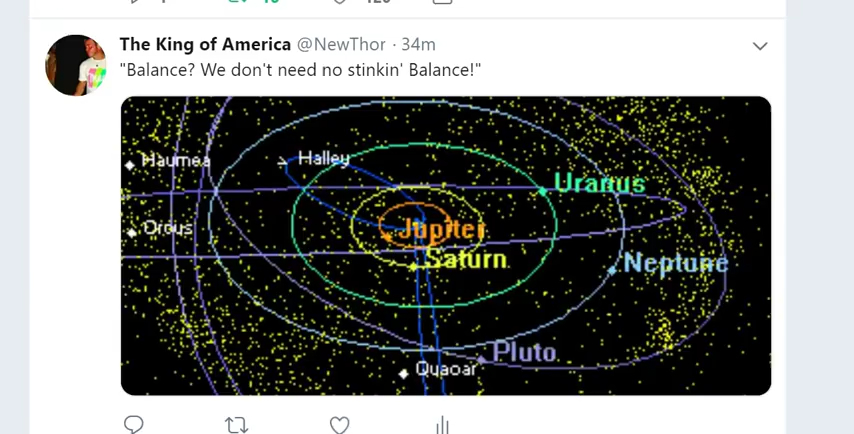 The King of America @NewThor · 34m
"Balance? We don't need no stinkin' Balance!"
Haumea
Halley
Uranus
Orcus
Jupiter
Saturn
Neptune
Pluto
Quaoar